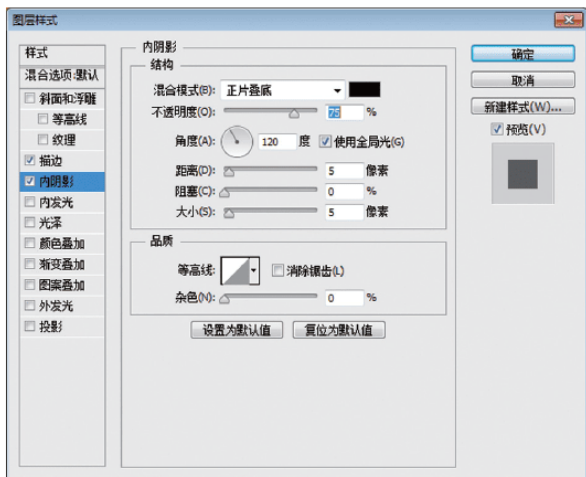 图层样式
样式
混合选项:默认
斜面和浮雕
等高线
纹理
描边
内阴影
内发光
光泽
颜色叠加
渐变叠加
图案叠加
外发光
投影
内阴影
结构
混合模式(B): 正片叠底
不透明度(O): 75 %
角度(A): 120 度 使用全局光(G)
距离(D): 5 像素
阻塞(C): 0 %
大小(S): 5 像素
品质
等高线: 消除锯齿(L)
杂色(N): 0 %
设置为默认值 复位为默认值
确定
取消
新建样式(W)...
预览(V)